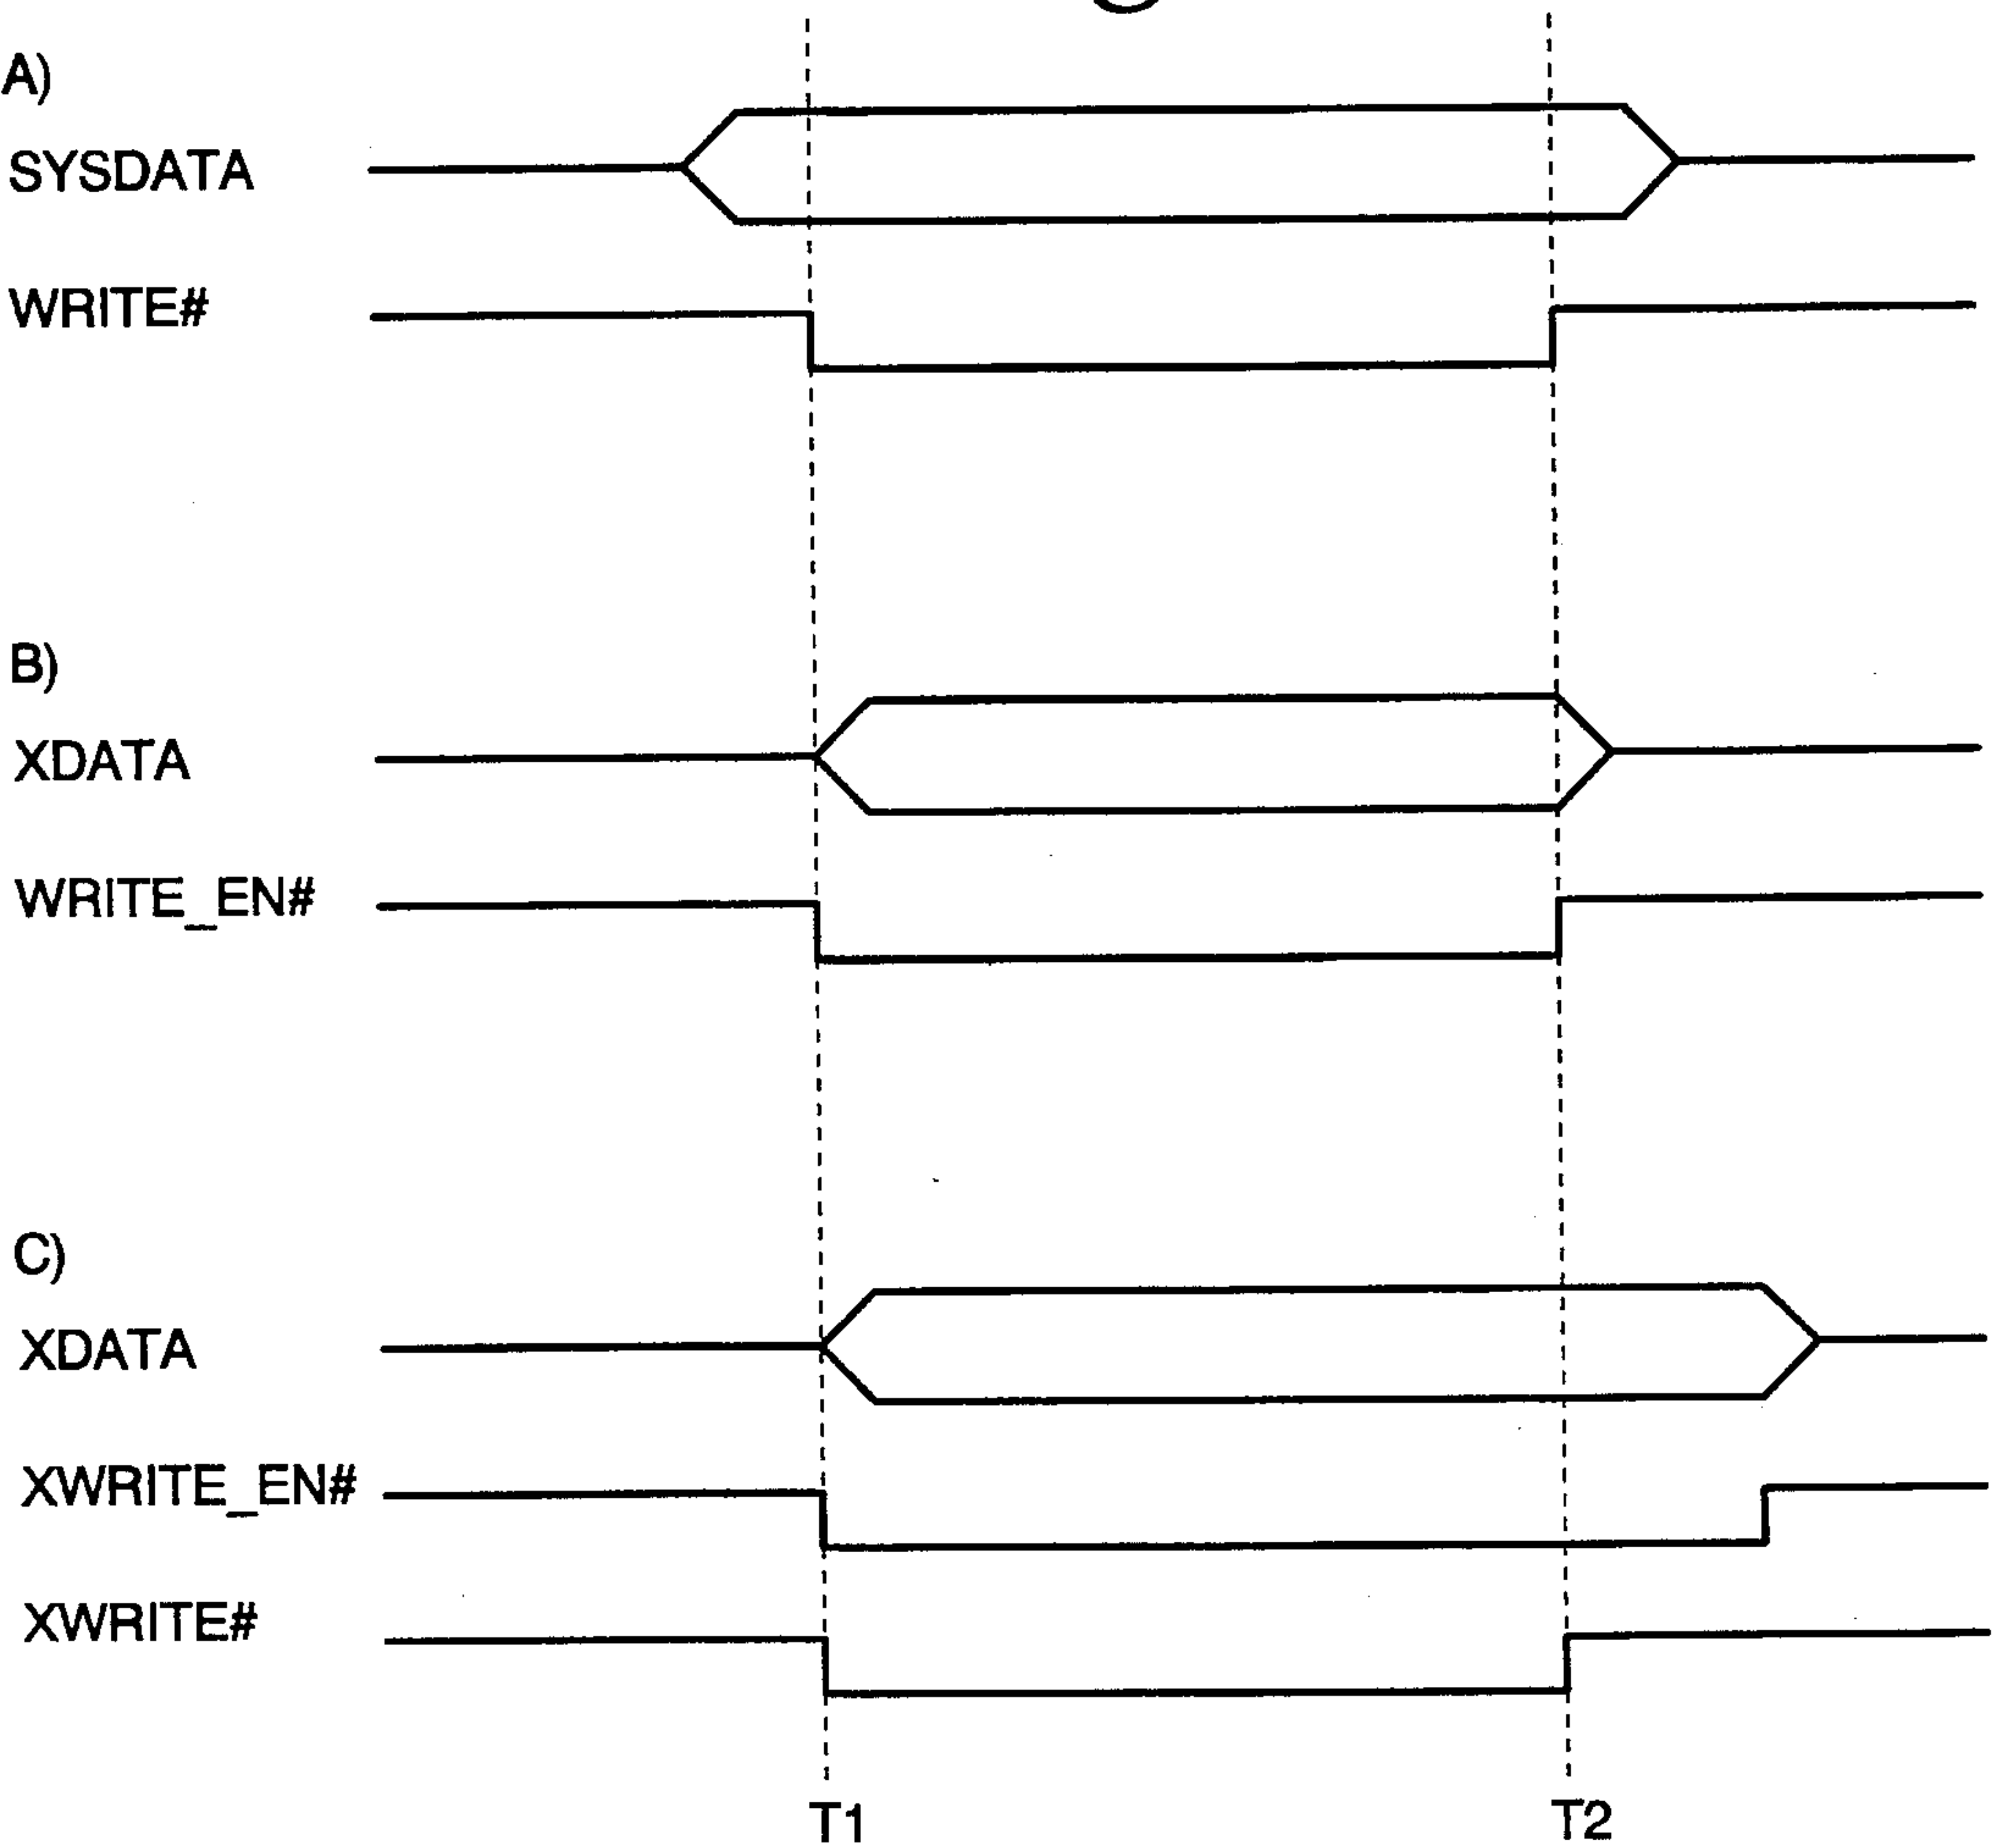 A)
SYSDATA
WRITE#
B)
XDATA
WRITE_EN#
C)
XDATA
XWRITE_EN#
XWRITE#
T1 T2